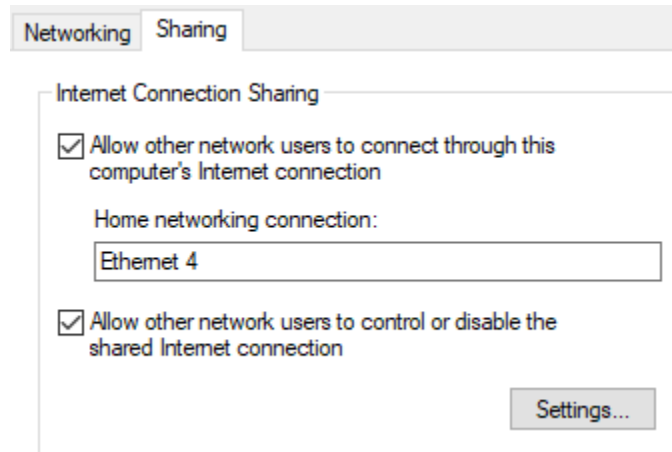 Networking Sharing
Internet Connection Sharing
Allow other network users to connect through this
computer's Internet connection
Home networking connection:
Ethernet 4
Allow other network users to control or disable the
shared Internet connection
Settings...